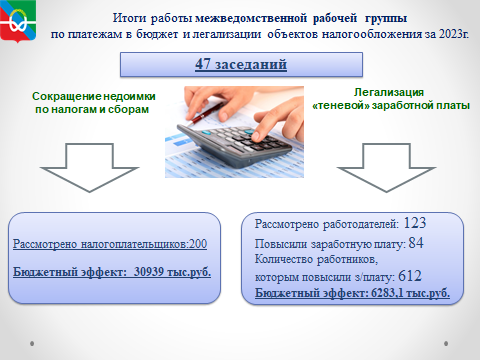 Итоги работы межведомственной рабочей группы
по платежам в бюджет и легализации объектов налогообложения за 2023г.
47 заседаний
Сокращение недоимки
по налогам и сборам
Легализация
«теневой» заработной платы
Рассмотрено налогоплательщиков:200
Бюджетный эффект: 30939 тыс.руб.
Рассмотрено работодателей: 123
Повысили заработную плату: 84
Количество работников,
которым повысили з/плату: 612
Бюджетный эффект: 6283,1 тыс.руб.